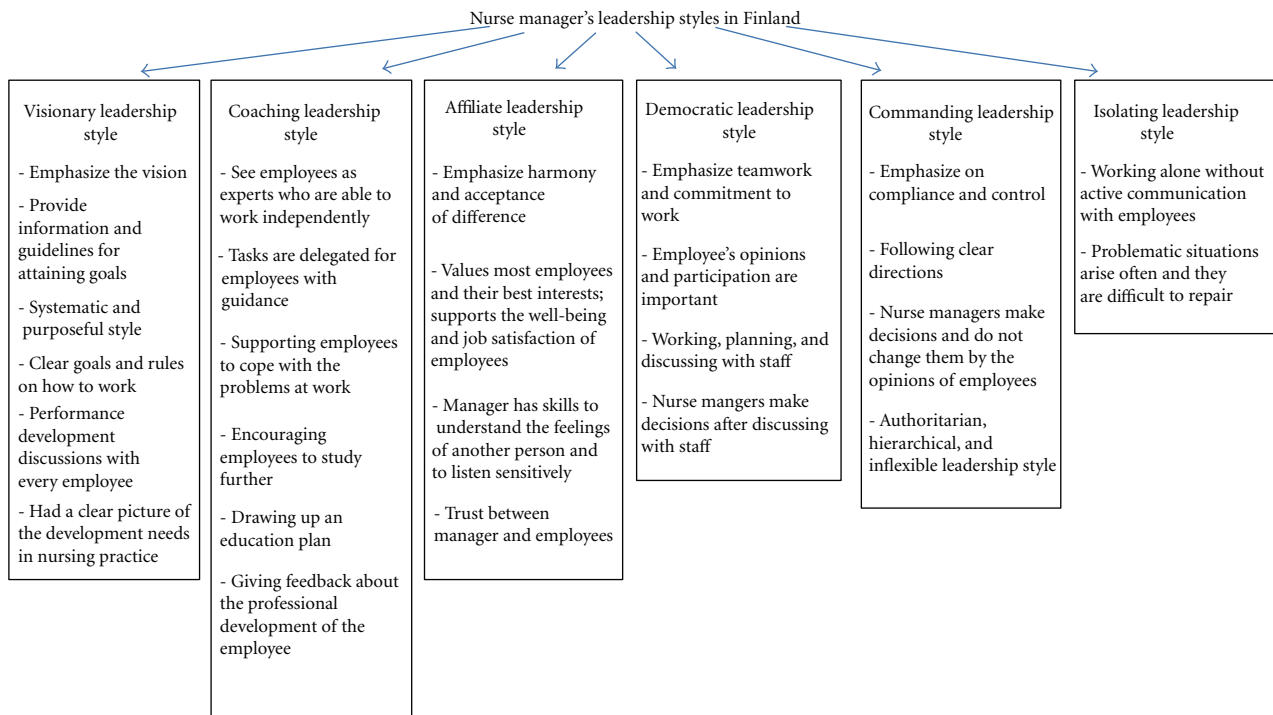 Nurse manager's leadership styles in Finland
Visionary leadership
style
- Emphasize the vision
- Provide
information and
guidelines for
attaining goals
- Systematic and
purposeful style
- Clear goals and rules
on how to work
- Performance
development
discussions with
every employee
- Had a clear picture of
the development needs
in nursing practice
Coaching leadership
style
- See employees as
experts who are able to
work independently
- Tasks are delegated for
employees with
guidance
- Supporting employees
to cope with the
problems at work
- Encouraging
employees to study
further
- Drawing up an
education plan
- Giving feedback about
the professional
development of the
employee
Affiliate leadership
style
- Emphasize harmony
and acceptance
of difference
- Values most employees
and their best interests;
supports the well-being
and job satisfaction of
employees
- Manager has skills to
understand the feelings
of another person and
to listen sensitively
- Trust between
manager and employees
Democratic leadership
style
- Emphasize teamwork
and commitment to
work
- Employee's opinions
and participation are
important
- Working, planning, and
discussing with staff
- Nurse mangers make
decisions after discussing
with staff
Commanding leadership
style
- Emphasize on
compliance and control
- Following clear
directions
- Nurse managers make
decisions and do not
change them by the
opinions of employees
- Authoritarian,
hierarchical, and
inflexible leadership style
Isolating leadership
style
- Working alone without
active communication
with employees
- Problematic situations
arise often and they
are difficult to repair